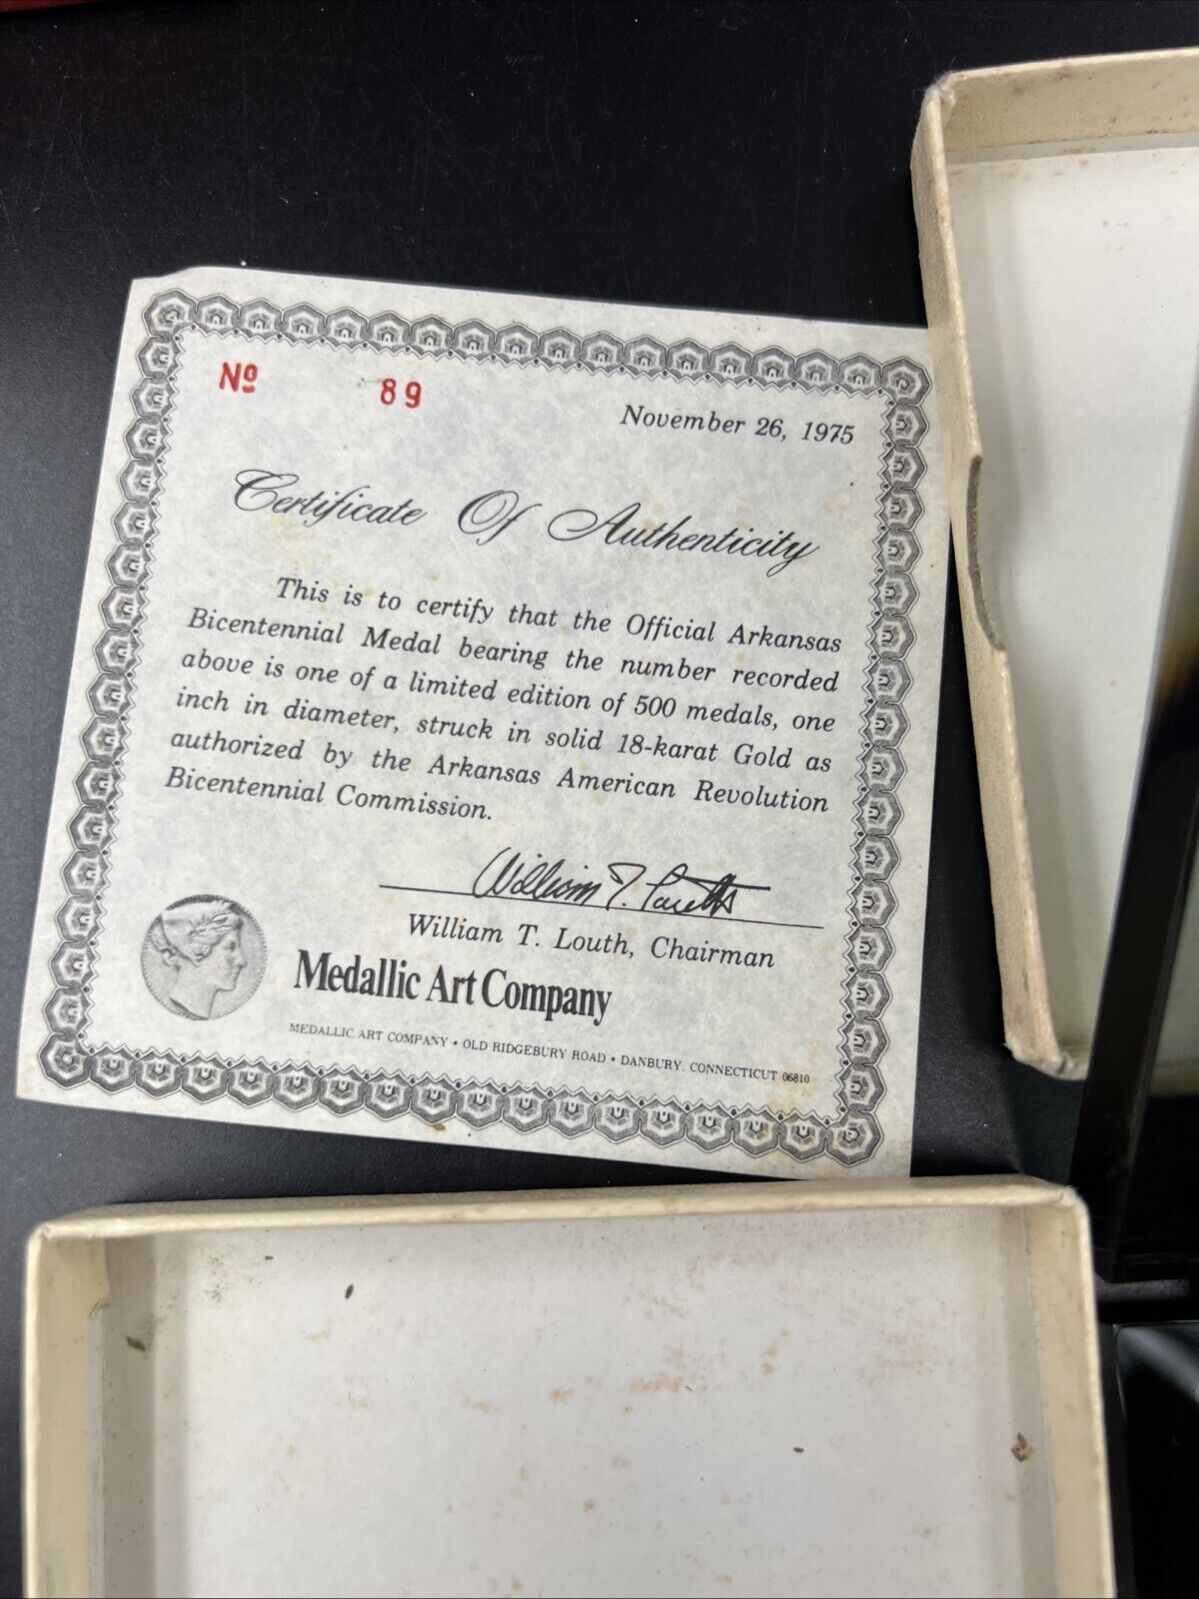 Nº 89
November 26, 1975
Certificate Of Authenticity
This is to certify that the Official Arkansas
Bicentennial Medal bearing the number recorded
above is one of a limited edition of 500 medals, one
inch in diameter, struck in solid 18-karat Gold as
authorized by the Arkansas American Revolution
Bicentennial Commission.
William T. Louth
William T. Louth, Chairman
Medallic Art Company
MEDALLIC ART COMPANY • OLD RIDGEBURY ROAD • DANBURY, CONNECTICUT 06810